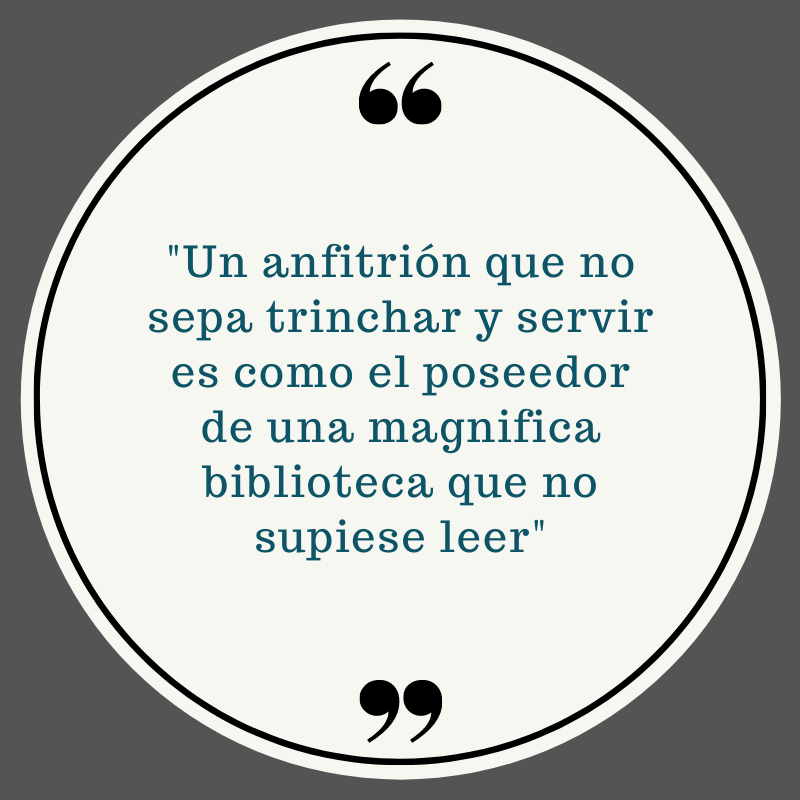 "Un anfitrión que no
sepa trinchar y servir
es como el poseedor
de una magnifica
biblioteca que no
supiese leer"